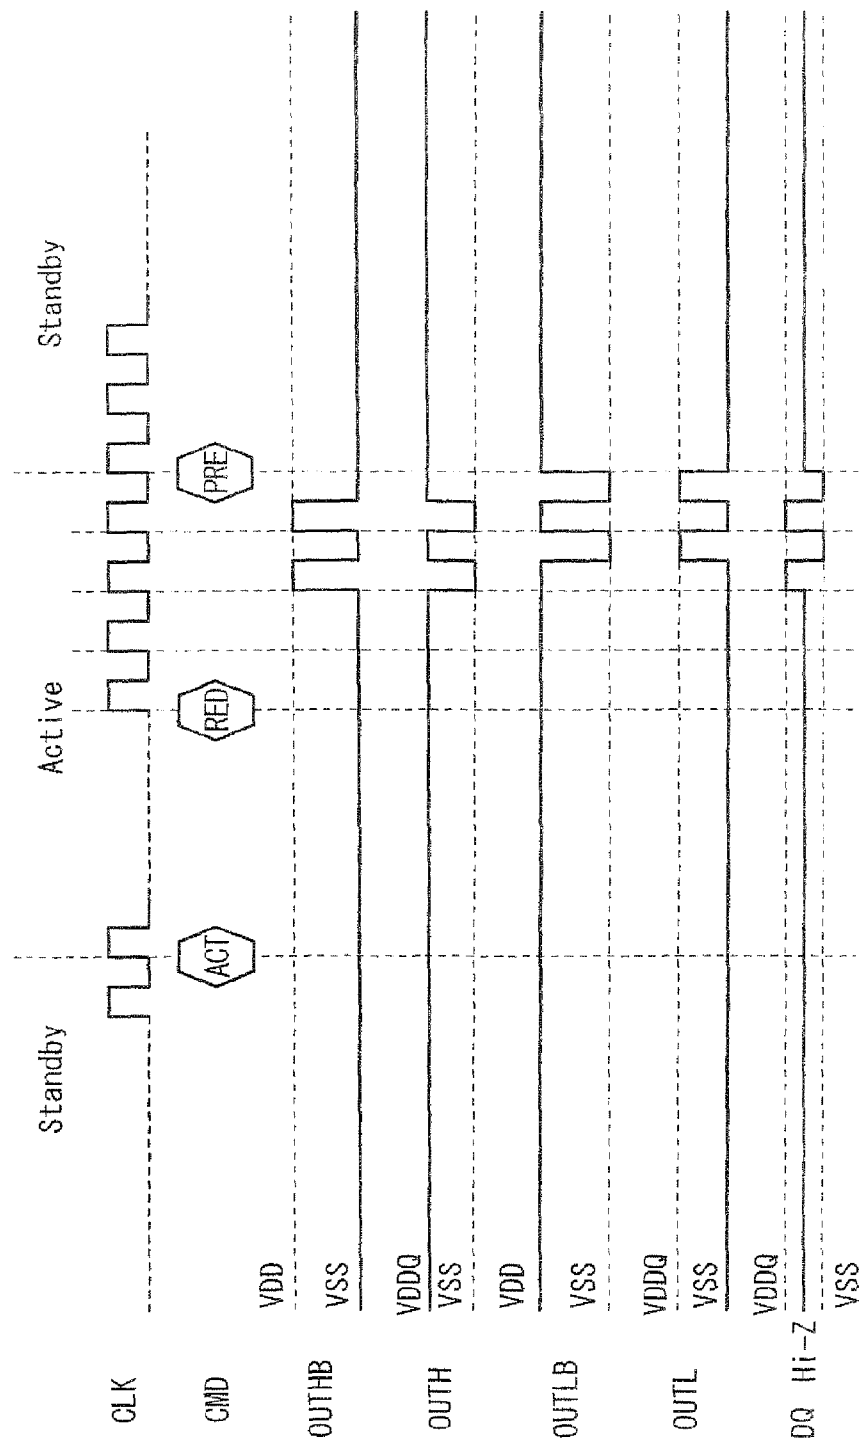 Standby Active Standby
CLK
CMD ACT RED PRE
VDD
OUTHB VSS
VDDQ
OUTH VSS
VDD
OUTLB VSS
VDDQ
OUTL VSS
VDDQ
DQ Hi-Z
VSS